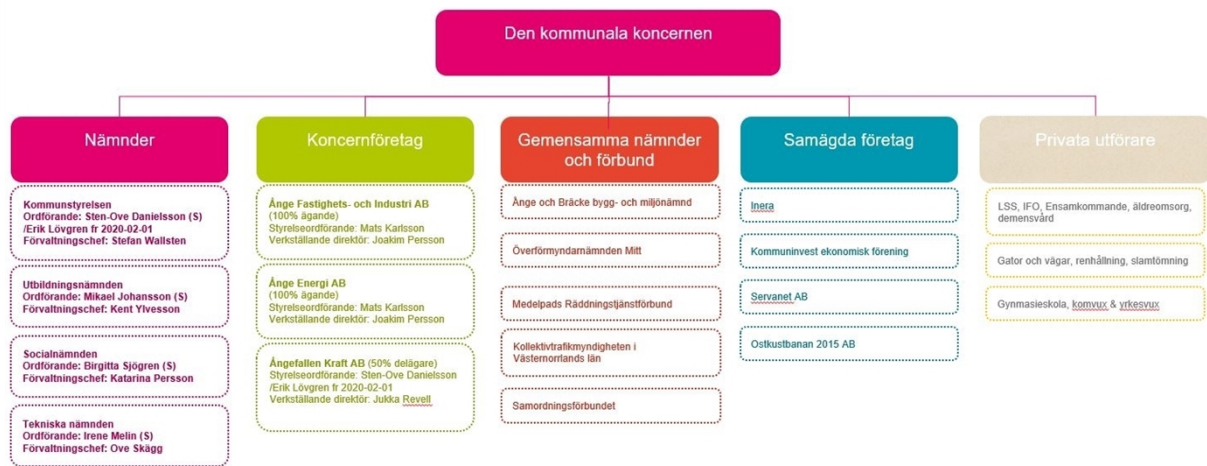 Den kommunala koncernen
Nämnder
Kommunstyrelsen
Ordförande: Sten-Ove Danielsson (S)
/Erik Lövgren fr 2020-02-01
Förvaltningschef: Stefan Wallsten
Utbildningsnämnden
Ordförande: Mikael Johansson (S)
Förvaltningschef: Kent Ylvesson
Socialnämnden
Ordförande: Birgitta Sjögren (S)
Förvaltningschef: Katarina Persson
Tekniska nämnden
Ordförande: Irene Melin (S)
Förvaltningschef: Ove Skägg
Koncernföretag
Ånge Fastighets- och Industri AB
(100% ägande)
Styrelseordförande: Mats Karlsson
Verkställande direktör: Joakim Persson
Ånge Energi AB
(100% ägande)
Styrelseordförande: Mats Karlsson
Verkställande direktör: Joakim Persson
Ångefallen Kraft AB (50% delägare)
Styrelseordförande: Sten-Ove Danielsson
/Erik Lövgren fr 2020-02-01
Verkställande direktör: Jukka Revell
Gemensamma nämnder
och förbund
Ånge och Bräcke bygg- och miljönämnd
Överförmyndarnämnden Mitt
Medelpads Räddningstjänstförbund
Kollektivtrafikmyndigheten i
Västernorrlands län
Samordningsförbundet
Samägda företag
Inera
Kommuninvest ekonomisk förening
Servanet AB
Ostkustbanan 2015 AB
Privata utförare
LSS, IFO, Ensamkommande, äldreomsorg,
demensvård
Gator och vägar, renhållning, slamtömning
Gynmasieskola, komvux & yrkesvux